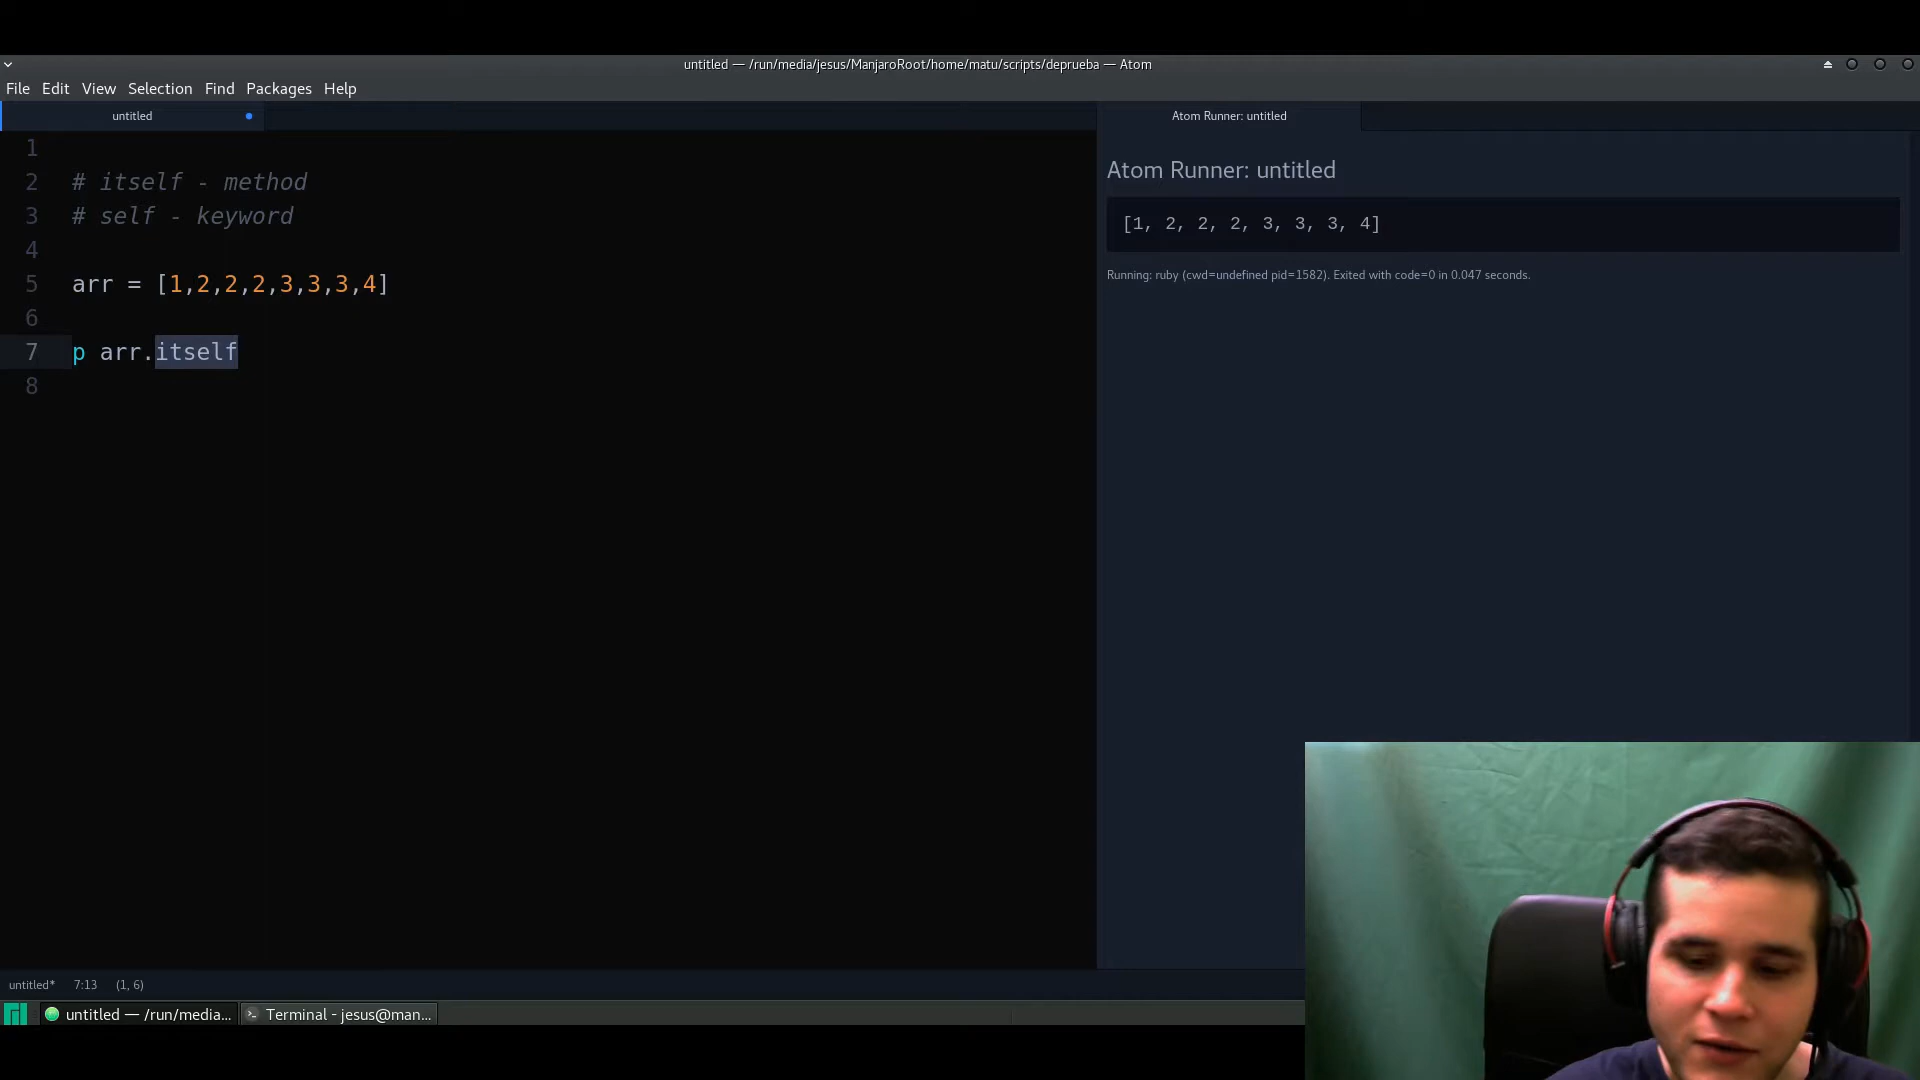 untitled — /run/media/jesus/ManjaroRoot/home/matu/scripts/deprueba — Atom
File Edit View Selection Find Packages Help
untitled
Atom Runner: untitled
1
2 # itself - method
3 # self - keyword
4
5 arr = [1,2,2,2,3,3,3,4]
6
7 p arr.itself
8
Atom Runner: untitled
[1, 2, 2, 2, 3, 3, 3, 4]
Running: ruby (cwd=undefined pid=1582). Exited with code=0 in 0.047 seconds.
untitled* 7:13 (1, 6)
untitled — /run/media... Terminal - jesus@man...